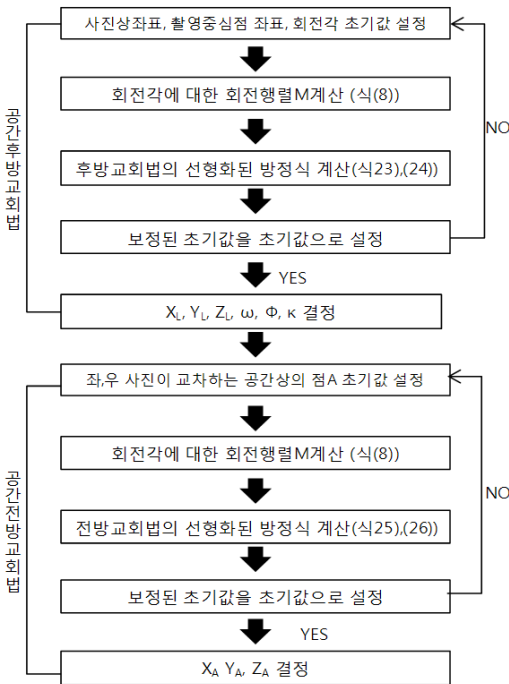 사진상좌표, 촬영중심점 좌표, 회전각 초기값 설정
회전각에 대한 회전행렬M계산 (식(8))
공간후방교회법
NO
후방교회법의 선형화된 방정식 계산(식23),(24))
보정된 초기값을 초기값으로 설정
YES
X_L, Y_L, Z_L, ω, Φ, κ 결정
좌,우 사진이 교차하는 공간상의 점A 초기값 설정
회전각에 대한 회전행렬M계산 (식(8))
공간전방교회법
NO
전방교회법의 선형화된 방정식 계산(식25),(26))
보정된 초기값을 초기값으로 설정
YES
X_A Y_A, Z_A 결정